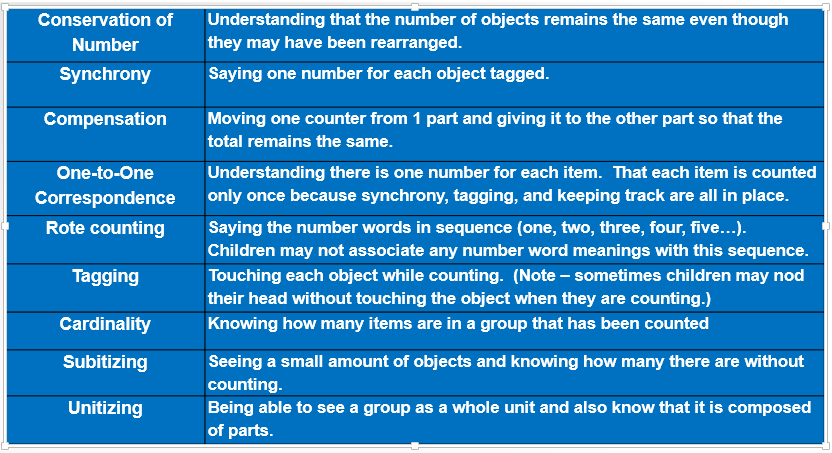 Conservation of
Number
Understanding that the number of objects remains the same even though
they may have been rearranged.
Synchrony
Saying one number for each object tagged.
Compensation
Moving one counter from 1 part and giving it to the other part so that the
total remains the same.
One-to-One
Correspondence
Understanding there is one number for each item.  That each item is counted
only once because synchrony, tagging, and keeping track are all in place.
Rote counting
Saying the number words in sequence (one, two, three, four, five…).
Children may not associate any number word meanings with this sequence.
Tagging
Touching each object while counting.  (Note – sometimes children may nod
their head without touching the object when they are counting.)
Cardinality
Knowing how many items are in a group that has been counted
Subitizing
Seeing a small amount of objects and knowing how many there are without
counting.
Unitizing
Being able to see a group as a whole unit and also know that it is composed
of parts.